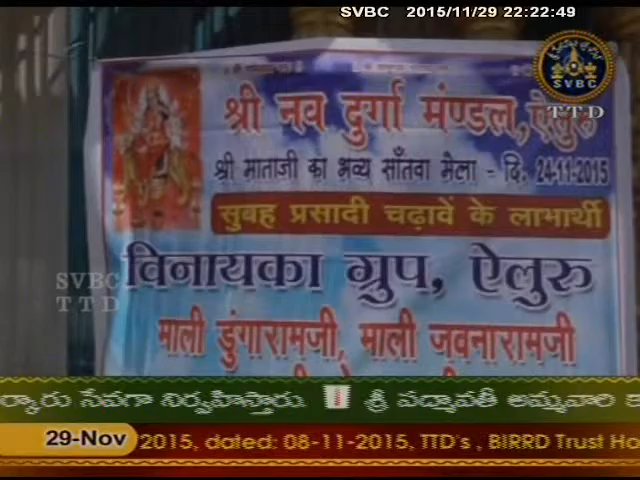 SVBC 2015/11/29 22:22:49
SVBC
TTD
श्री नव दुर्गा मंण्डल, ऐलुरु
श्री माताजी का भव्य साँतवा मेला - दि. 24-11-2015
सुबह प्रसादी चढ़ावें के लाभार्थी
विनायका ग्रुप, ऐलुरु
SVBC
TTD
माली डुंगारामजी, माली जवनारामजी
సేవగా నిర్వహిస్తారు. శ్రీ పద్మావతీ అమ్మవారి
29-Nov 2015, dated: 08-11-2015, TTD's , BIRRD Trust Ho